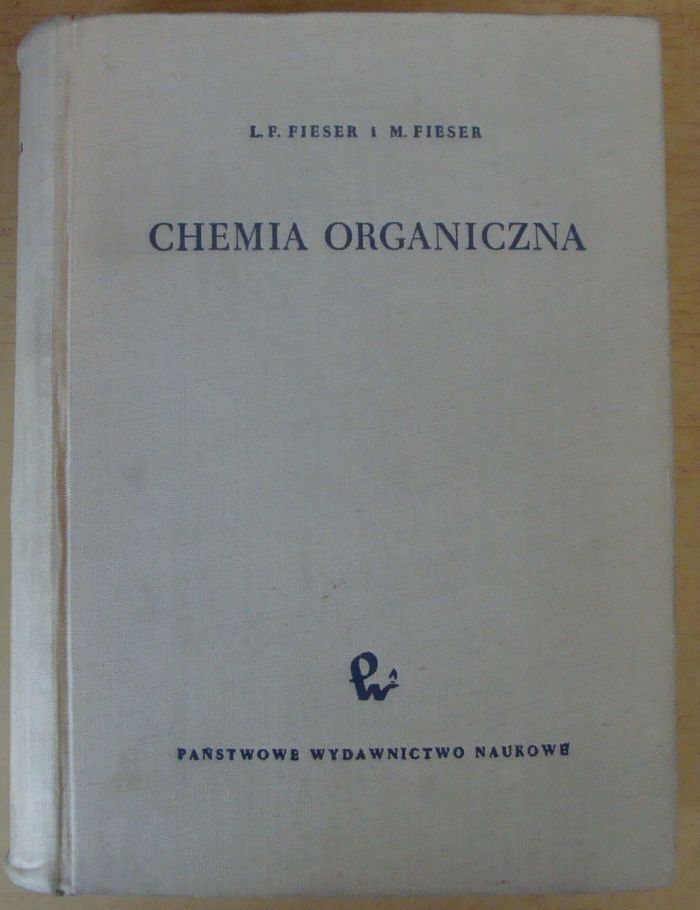 L. F. FIESER i M. FIESER
CHEMIA ORGANICZNA
PAŃSTWOWE WYDAWNICTWO NAUKOWE